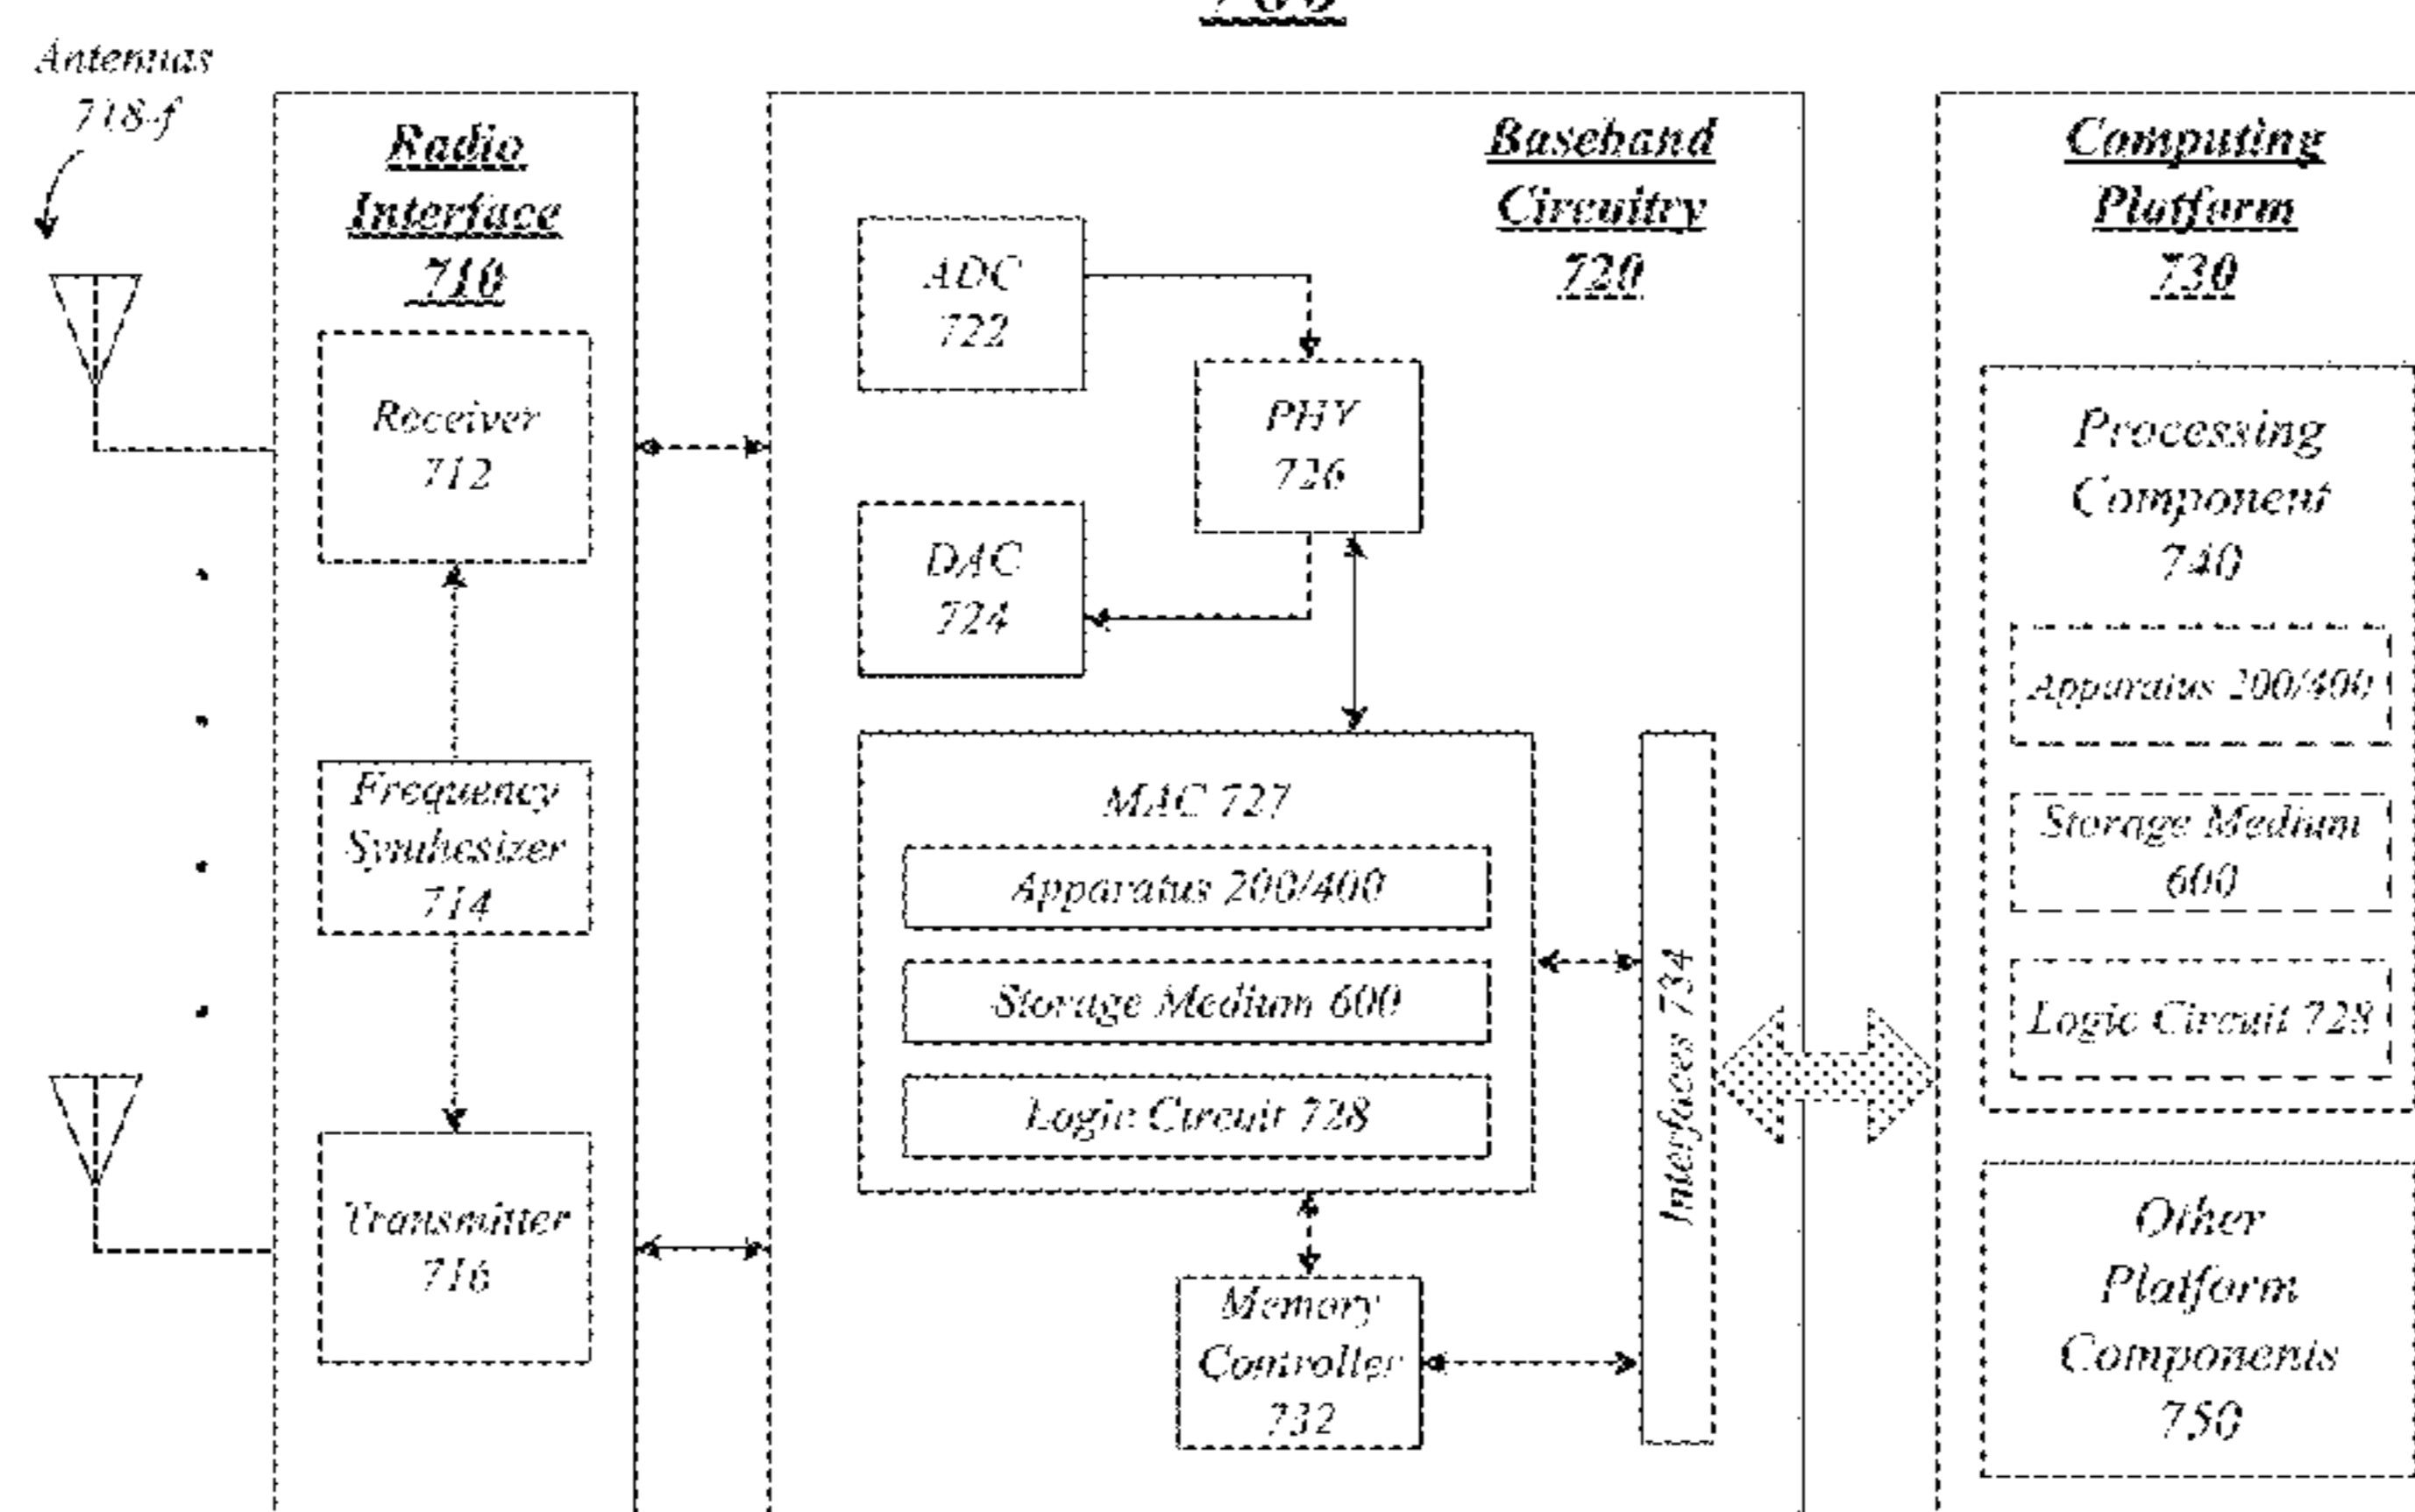 Antennas
718-f
Radio
Interface
710
Receiver
712
Frequency
Synthesizer
714
Transmitter
716
Baseband
Circuitry
720
ADC
722
PHY
726
DAC
724
MAC 727
Apparatus 200/400
Storage Medium 600
Logic Circuit 728
Interfaces 734
Memory
Controller
732
Computing
Platform
730
Processing
Component
740
Apparatus 200/400
Storage Medium
600
Logic Circuit 728
Other
Platform
Components
750